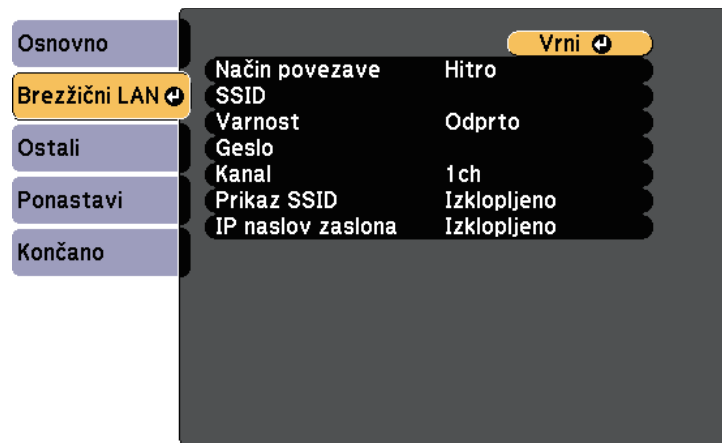 Osnovno
Brezžični LAN
Ostali
Ponastavi
Končano
Vrni
Način povezave Hitro
SSID
Varnost Odprto
Geslo
Kanal 1ch
Prikaz SSID Izklopljeno
IP naslov zaslona Izklopljeno